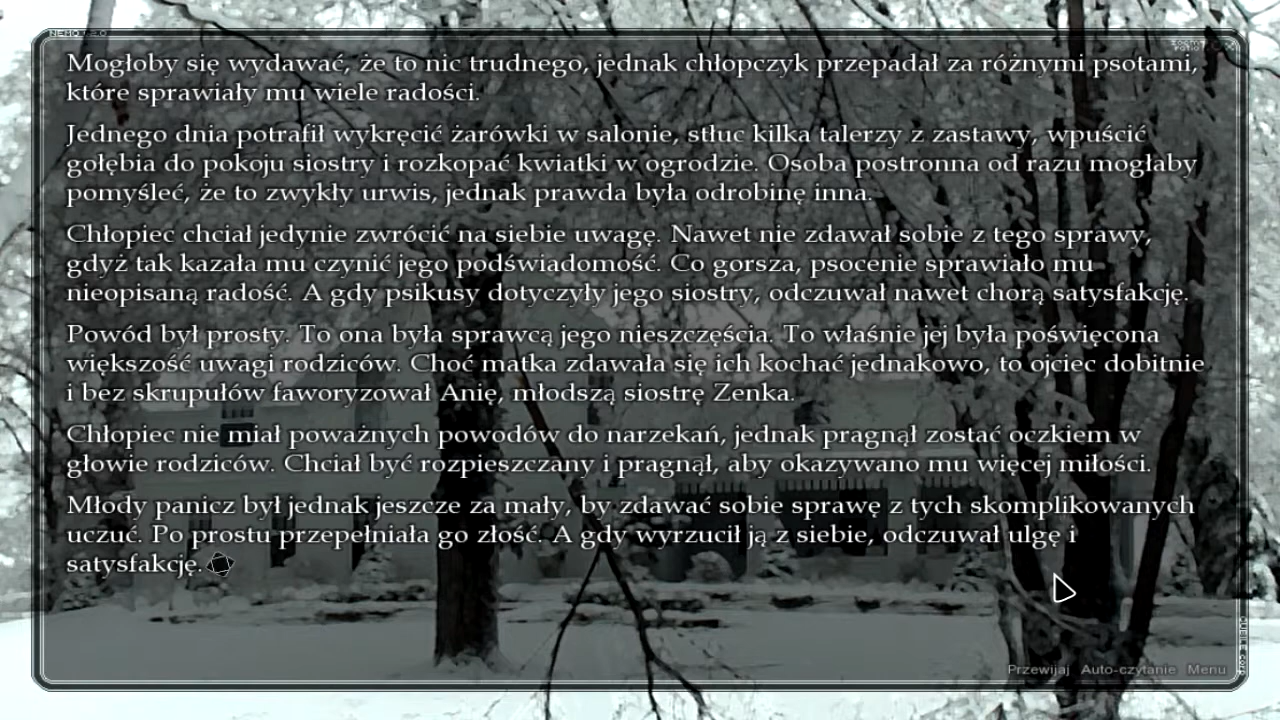 NEMO v.2.0
Mogłoby się wydawać, że to nic trudnego, jednak chłopczyk przepadał za różnymi psotami,
które sprawiały mu wiele radości.
Jednego dnia potrafił wykręcić żarówki w salonie, stłuc kilka talerzy z zastawy, wpuścić
gołębia do pokoju siostry i rozkopać kwiatki w ogrodzie. Osoba postronna od razu mogłaby
pomyśleć, że to zwykły urwis, jednak prawda była odrobinę inna.
Chłopiec chciał jedynie zwrócić na siebie uwagę. Nawet nie zdawał sobie z tego sprawy,
gdyż tak kazała mu czynić jego podświadomość. Co gorsza, psocenie sprawiało mu
nieopisaną radość. A gdy psikusy dotyczyły jego siostry, odczuwał nawet chorą satysfakcję.
Powód był prosty. To ona była sprawcą jego nieszczęścia. To właśnie jej była poświęcona
większość uwagi rodziców. Choć matka zdawała się ich kochać jednakowo, to ojciec dobitnie
i bez skrupułów faworyzował Anię, młodszą siostrę Zenka.
Chłopiec nie miał poważnych powodów do narzekań, jednak pragnął zostać oczkiem w
głowie rodziców. Chciał być rozpieszczany i pragnął, aby okazywano mu więcej miłości.
Młody panicz był jednak jeszcze za mały, by zdawać sobie sprawę z tych skomplikowanych
uczuć. Po prostu przepełniała go złość. A gdy wyrzucił ją z siebie, odczuwał ulgę i
satysfakcję.
Przewijaj Auto-czytanie Menu